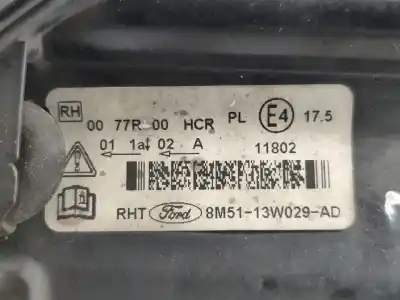 RH 00 77R 00 HCR PL E4 17.5
01 1a 02 A 11802
RHT Ford 8M51-13W029-AD